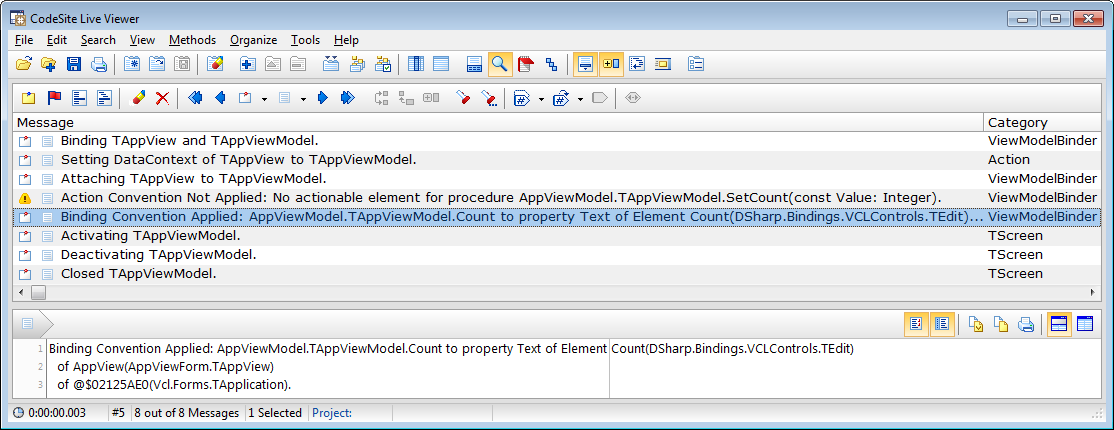 CodeSite Live Viewer
File Edit Search View Methods Organize Tools Help
Message Category
Binding TAppView and TAppViewModel. ViewModelBinder
Setting DataContext of TAppView to TAppViewModel. Action
Attaching TAppView to TAppViewModel. ViewModelBinder
Action Convention Not Applied: No actionable element for procedure AppViewModel.TAppViewModel.SetCount(const Value: Integer). ViewModelBinder
Binding Convention Applied: AppViewModel.TAppViewModel.Count to property Text of Element Count(DSharp.Bindings.VCLControls.TEdit)... ViewModelBinder
Activating TAppViewModel. TScreen
Deactivating TAppViewModel. TScreen
Closed TAppViewModel. TScreen
1 Binding Convention Applied: AppViewModel.TAppViewModel.Count to property Text of Element Count(DSharp.Bindings.VCLControls.TEdit)
2 of AppView(AppViewForm.TAppView)
3 of @$02125AE0(Vcl.Forms.TApplication).
0:00:00.003 #5 8 out of 8 Messages 1 Selected Project: